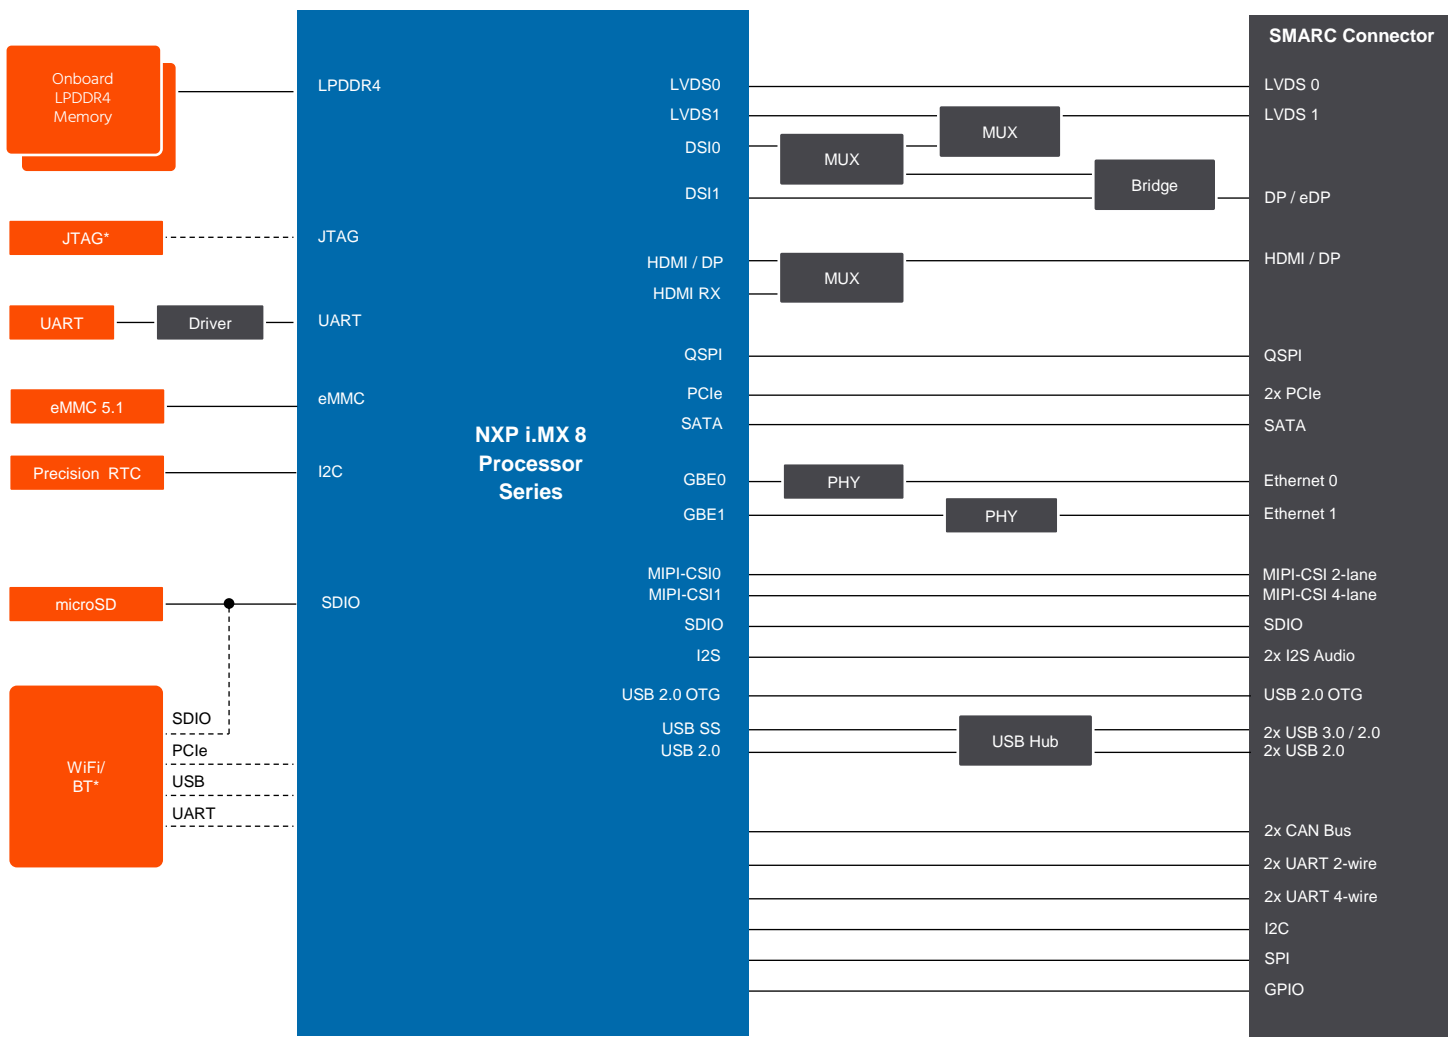 Onboard
LPDDR4
Memory
JTAG*
UART
Driver
eMMC 5.1
Precision RTC
microSD
WiFi/
BT*
SDIO
PCIe
USB
UART
LPDDR4
JTAG
UART
eMMC
I2C
SDIO
NXP i.MX 8
Processor
Series
LVDS0
LVDS1
DSI0
DSI1
HDMI / DP
HDMI RX
QSPI
PCIe
SATA
GBE0
GBE1
MIPI-CSI0
MIPI-CSI1
SDIO
I2S
USB 2.0 OTG
USB SS
USB 2.0
MUX
MUX
Bridge
MUX
PHY
PHY
USB Hub
SMARC Connector
LVDS 0
LVDS 1
DP / eDP
HDMI / DP
QSPI
2x PCIe
SATA
Ethernet 0
Ethernet 1
MIPI-CSI 2-lane
MIPI-CSI 4-lane
SDIO
2x I2S Audio
USB 2.0 OTG
2x USB 3.0 / 2.0
2x USB 2.0
2x CAN Bus
2x UART 2-wire
2x UART 4-wire
I2C
SPI
GPIO